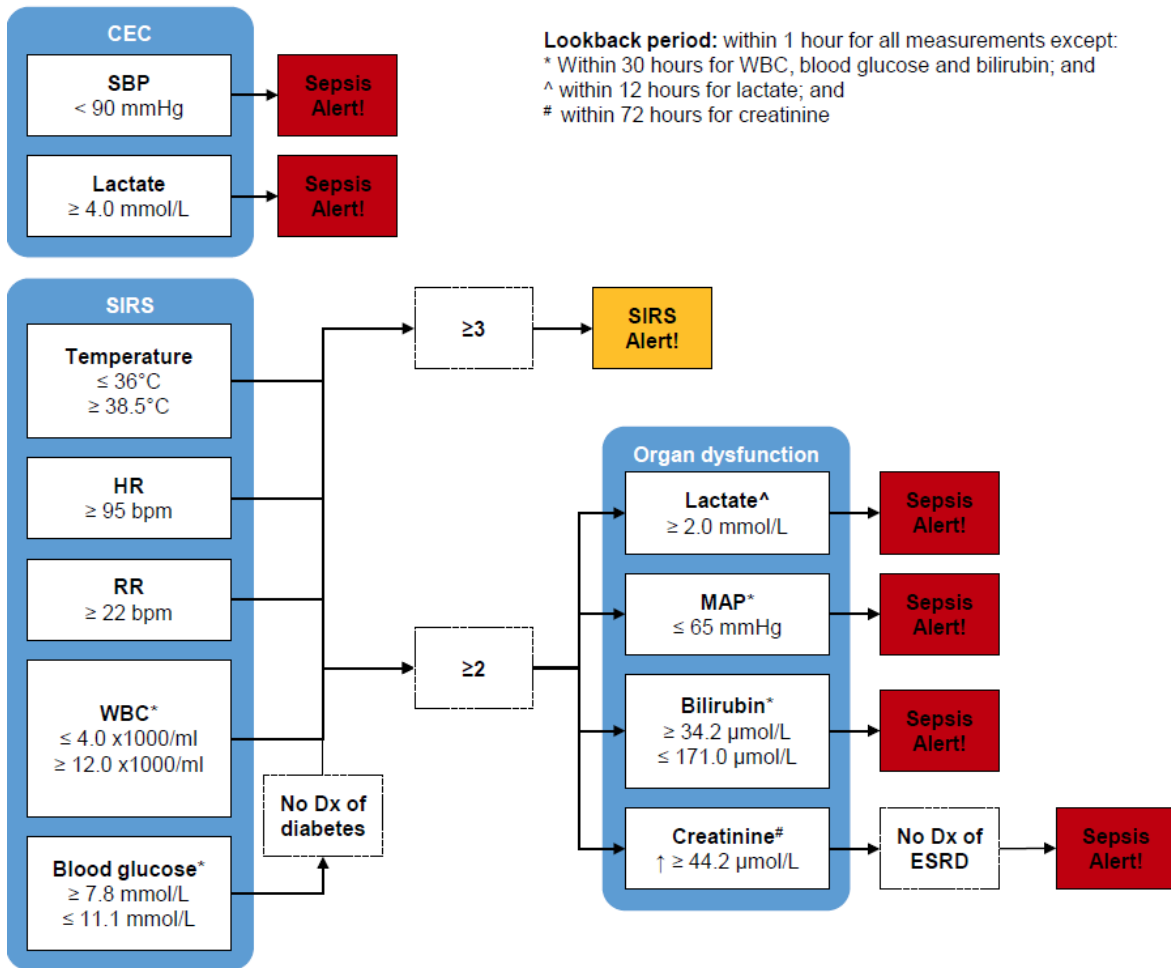 CEC
SBP
< 90 mmHg
Sepsis
Alert!
Lactate
≥ 4.0 mmol/L
Sepsis
Alert!
Lookback period: within 1 hour for all measurements except:
* Within 30 hours for WBC, blood glucose and bilirubin; and
^ within 12 hours for lactate; and
# within 72 hours for creatinine
SIRS
Temperature
≤ 36°C
≥ 38.5°C
HR
≥ 95 bpm
RR
≥ 22 bpm
WBC*
≤ 4.0 x1000/ml
≥ 12.0 x1000/ml
Blood glucose*
≥ 7.8 mmol/L
≤ 11.1 mmol/L
No Dx of
diabetes
≥3
SIRS
Alert!
≥2
Organ dysfunction
Lactate^
≥ 2.0 mmol/L
Sepsis
Alert!
MAP*
≤ 65 mmHg
Sepsis
Alert!
Bilirubin*
≥ 34.2 µmol/L
≤ 171.0 µmol/L
Sepsis
Alert!
Creatinine#
↑ ≥ 44.2 µmol/L
No Dx of
ESRD
Sepsis
Alert!